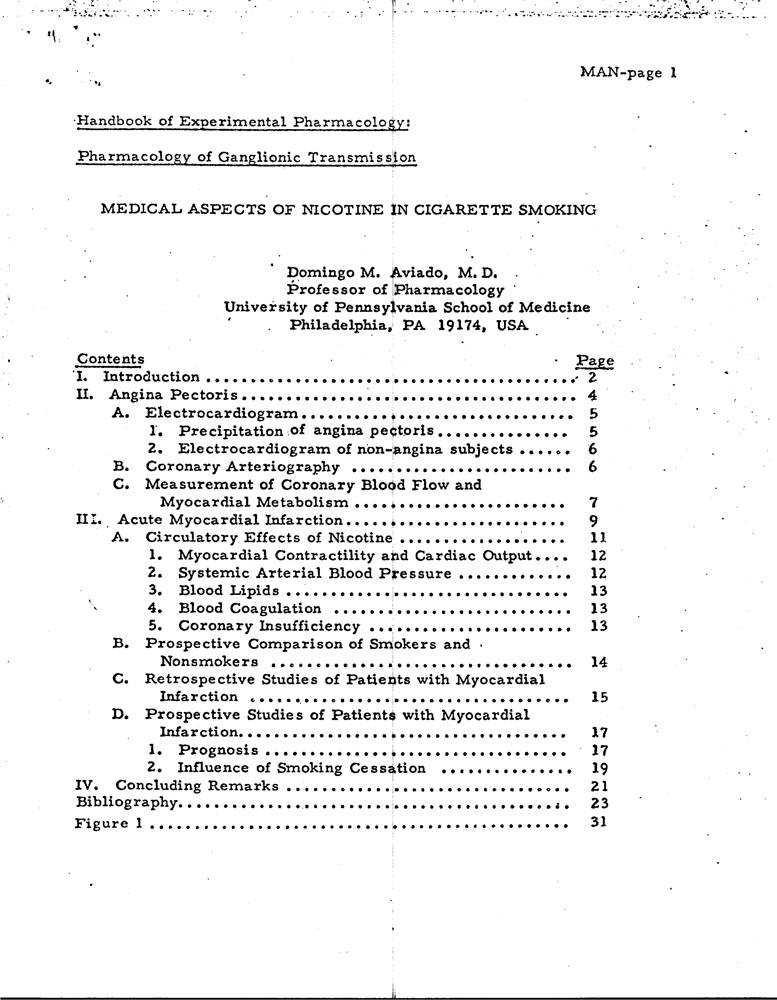 MAN-page 1
Handbook of Experimental Pharmacology:
Pharmacology of Ganglionic Transmission
MEDICAL ASPECTS OF NICOTINE IN CIGARETTE SMOKING
Domingo M. Aviado, M. D.
Professor of Pharmacology
University of Pennsylvania School of Medicine
Philadelphia, PA 19174, USA
Contents Page
I. Introduction ........................................ 2
II. Angina Pectoris..................................... 4
A. Electrocardiogram.............................. 5
1. Precipitation of angina pectoris............... 5
2. Electrocardiogram of non-angina subjects ...... 6
B. Coronary Arteriography ........................ 6
C. Measurement of Coronary Blood Flow and
Myocardial Metabolism ....................... 7
III. Acute Myocardial Infarction........................ 9
A. Circulatory Effects of Nicotine .................. 11
1. Myocardial Contractility and Cardiac Output.... 12
2. Systemic Arterial Blood Pressure ............. 12
3. Blood Lipids ............................... 13
4. Blood Coagulation .......................... 13
5. Coronary Insufficiency ...................... 13
B. Prospective Comparison of Smokers and
Nonsmokers ................................. 14
C. Retrospective Studies of Patients with Myocardial
Infarction ................................... 15
D. Prospective Studies of Patients with Myocardial
Infarction.................................... 17
1. Prognosis ................................. 17
2. Influence of Smoking Cessation ............... 19
IV. Concluding Remarks ............................... 21
Bibliography........................................... 23
Figure 1 .............................................. 31